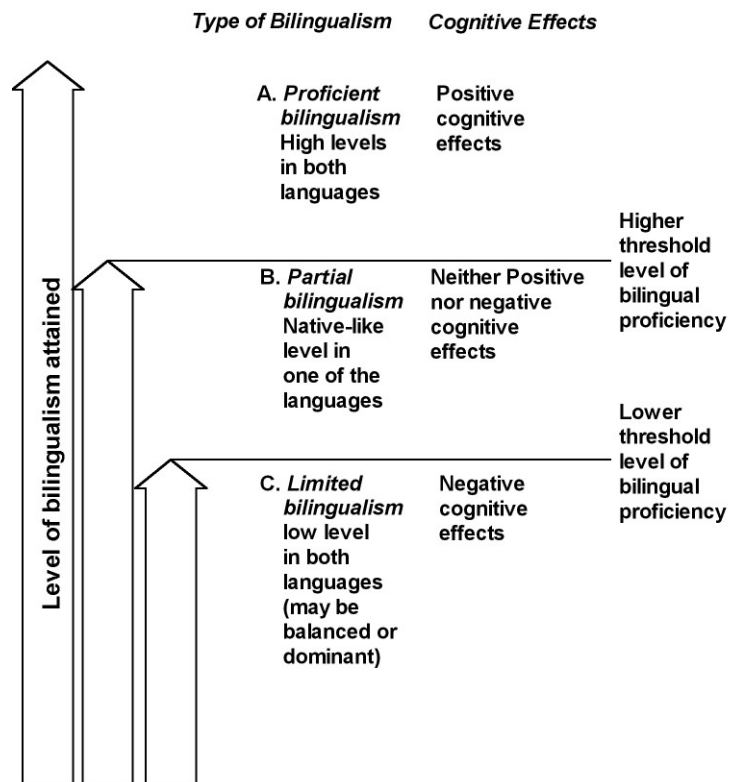 Type of Bilingualism
Cognitive Effects
A. Proficient
bilingualism
High levels
in both
languages
Positive
cognitive
effects
Higher
threshold
level of
bilingual
proficiency
B. Partial
bilingualism
Native-like
level in
one of the
languages
Neither Positive
nor negative
cognitive
effects
Lower
threshold
level of
bilingual
proficiency
C. Limited
bilingualism
low level
in both
languages
(may be
balanced or
dominant)
Negative
cognitive
effects
Level of bilingualism attained